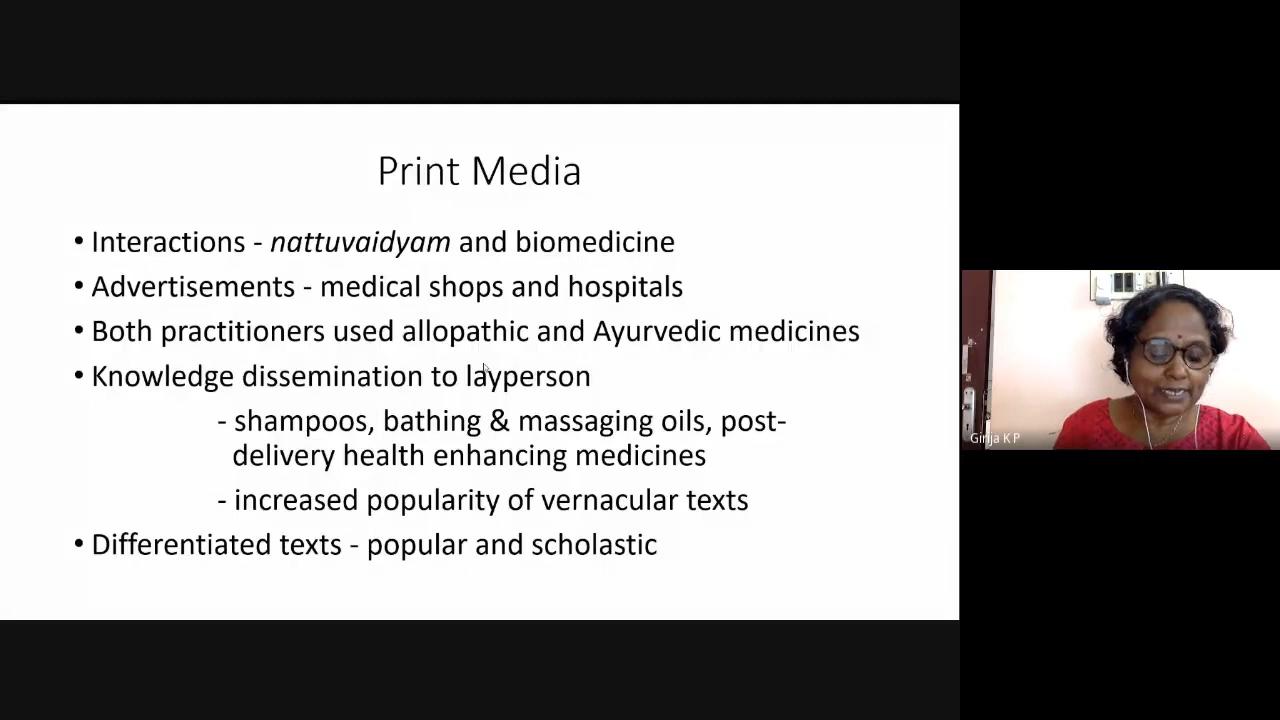 Print Media
• Interactions - nattuvaidyam and biomedicine
• Advertisements - medical shops and hospitals
• Both practitioners used allopathic and Ayurvedic medicines
• Knowledge dissemination to layperson
- shampoos, bathing & massaging oils, post-
delivery health enhancing medicines
- increased popularity of vernacular texts
• Differentiated texts - popular and scholastic
Girija K P